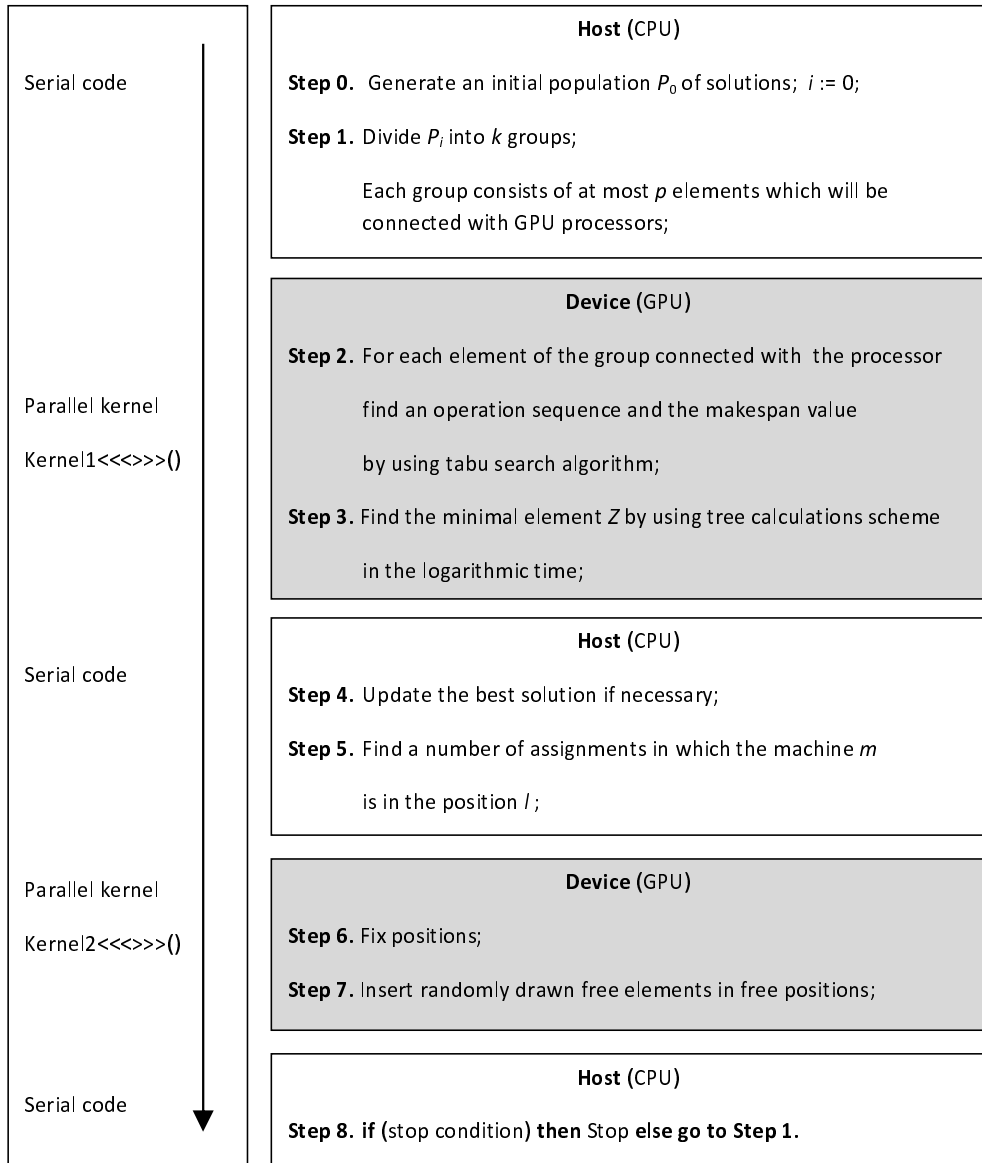 Host (CPU)
Serial code
Step 0. Generate an initial population P0 of solutions; i := 0;
Step 1. Divide Pi into k groups;
Each group consists of at most p elements which will be
connected with GPU processors;
Device (GPU)
Step 2. For each element of the group connected with the processor
Parallel kernel
find an operation sequence and the makespan value
Kernel1<<<>>>()
by using tabu search algorithm;
Step 3. Find the minimal element Z by using tree calculations scheme
in the logarithmic time;
Host (CPU)
Serial code
Step 4. Update the best solution if necessary;
Step 5. Find a number of assignments in which the machine m
is in the position l ;
Device (GPU)
Parallel kernel
Kernel2<<<>>>()
Step 6. Fix positions;
Step 7. Insert randomly drawn free elements in free positions;
Host (CPU)
Serial code
Step 8. if (stop condition) then Stop else go to Step 1.